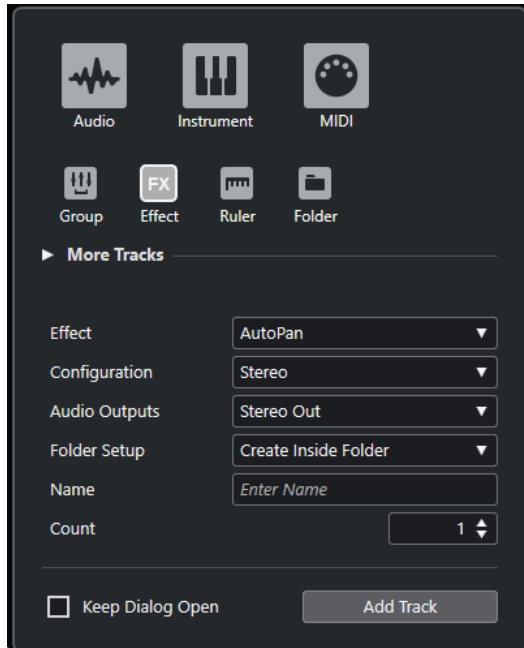 Audio Instrument MIDI
FX
Group Effect Ruler Folder
More Tracks
Effect AutoPan
Configuration Stereo
Audio Outputs Stereo Out
Folder Setup Create Inside Folder
Name Enter Name
Count 1
Keep Dialog Open Add Track